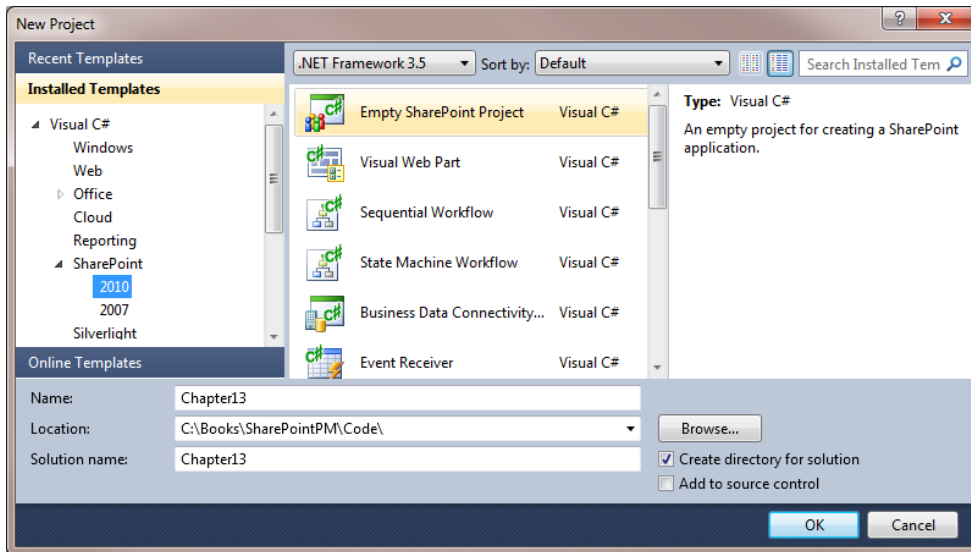 New Project
Recent Templates
.NET Framework 3.5 Sort by: Default Search Installed Tem
Installed Templates
Visual C#
Windows
Web
Office
Cloud
Reporting
SharePoint
2010
2007
Silverlight
Online Templates
Empty SharePoint Project Visual C#
Visual Web Part Visual C#
Sequential Workflow Visual C#
State Machine Workflow Visual C#
Business Data Connectivity... Visual C#
Event Receiver Visual C#
Type: Visual C#
An empty project for creating a SharePoint
application.
Name: Chapter13
Location: C:\Books\SharePointPM\Code\ Browse...
Solution name: Chapter13
Create directory for solution
Add to source control
OK Cancel